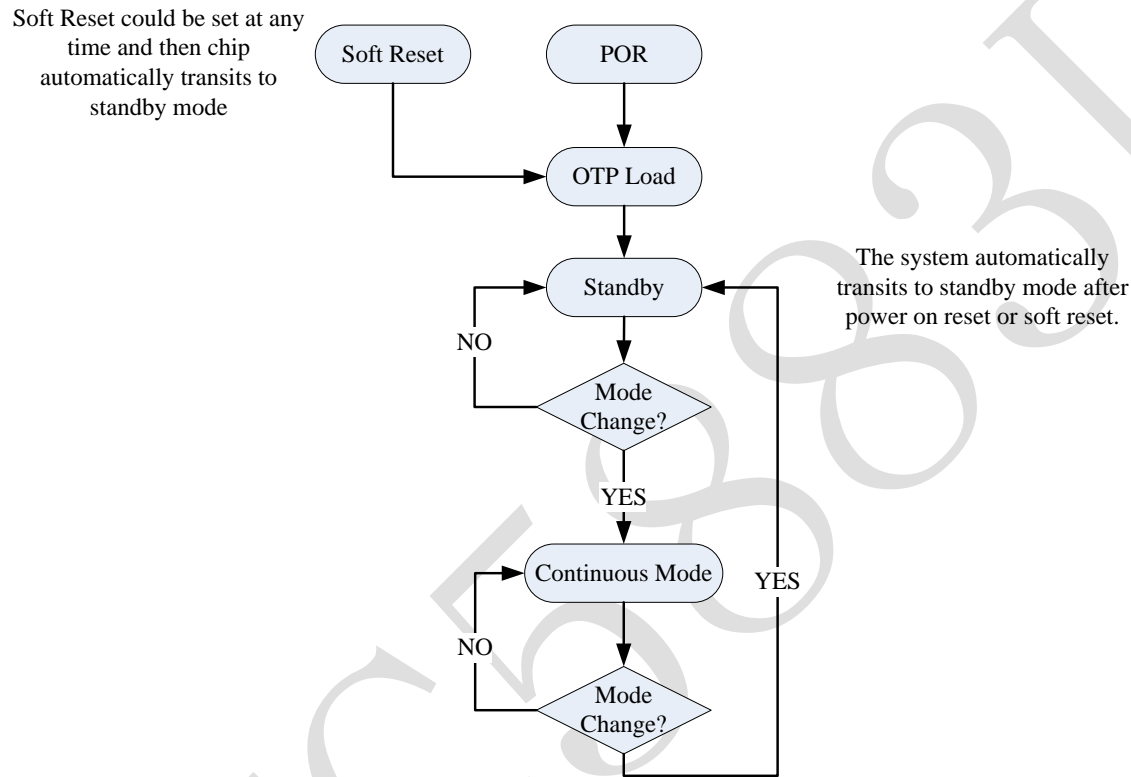 Soft Reset could be set at any
time and then chip
automatically transits to
standby mode
Soft Reset
POR
OTP Load
Standby
The system automatically
transits to standby mode after
power on reset or soft reset.
NO
Mode
Change?
YES
Continuous Mode
YES
NO
Mode
Change?